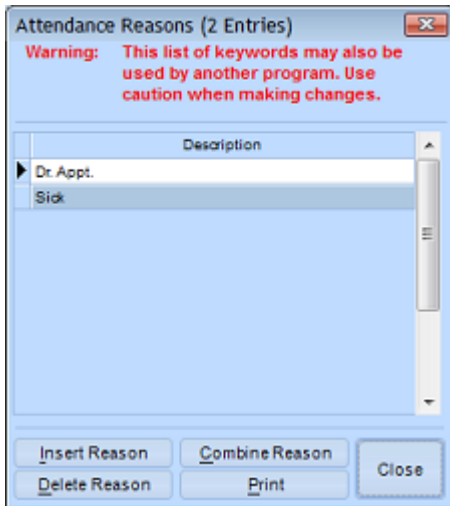 Attendance Reasons (2 Entries)
Warning: This list of keywords may also be
used by another program. Use
caution when making changes.
Description
Dr. Appt.
Sick
Insert Reason
Combine Reason
Close
Delete Reason
Print